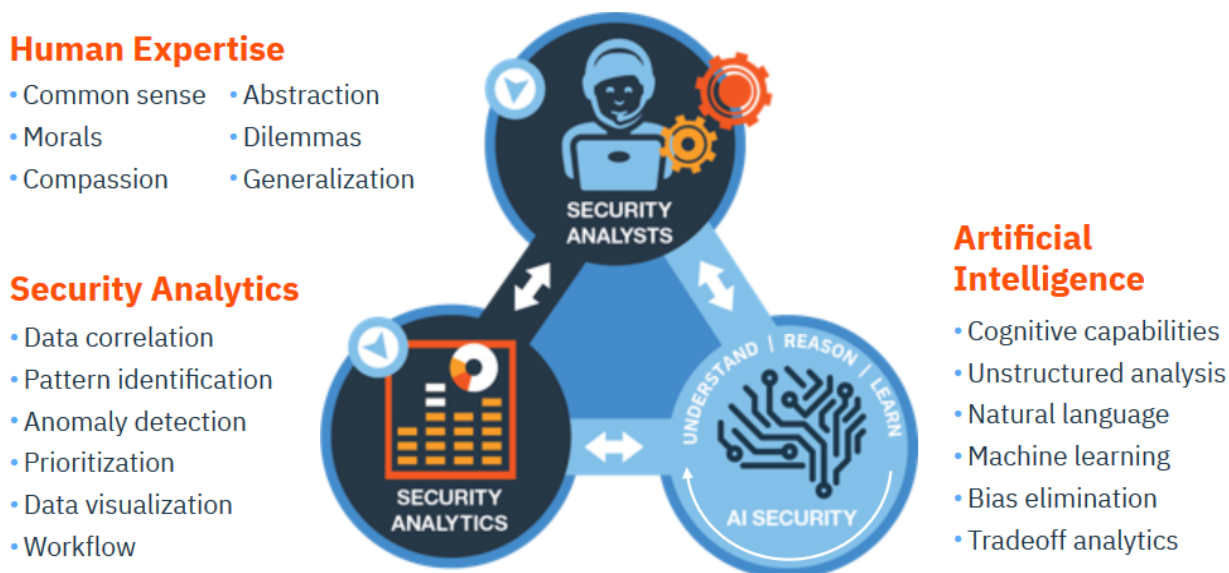 Human Expertise
• Common sense • Abstraction
• Morals • Dilemmas
• Compassion • Generalization
SECURITY
ANALYSTS
Security Analytics
• Data correlation
• Pattern identification
• Anomaly detection
• Prioritization
• Data visualization
• Workflow
SECURITY
ANALYTICS
Artificial
Intelligence
• Cognitive capabilities
• Unstructured analysis
• Natural language
• Machine learning
• Bias elimination
• Tradeoff analytics
UNDERSTAND | REASON | LEARN
AI SECURITY